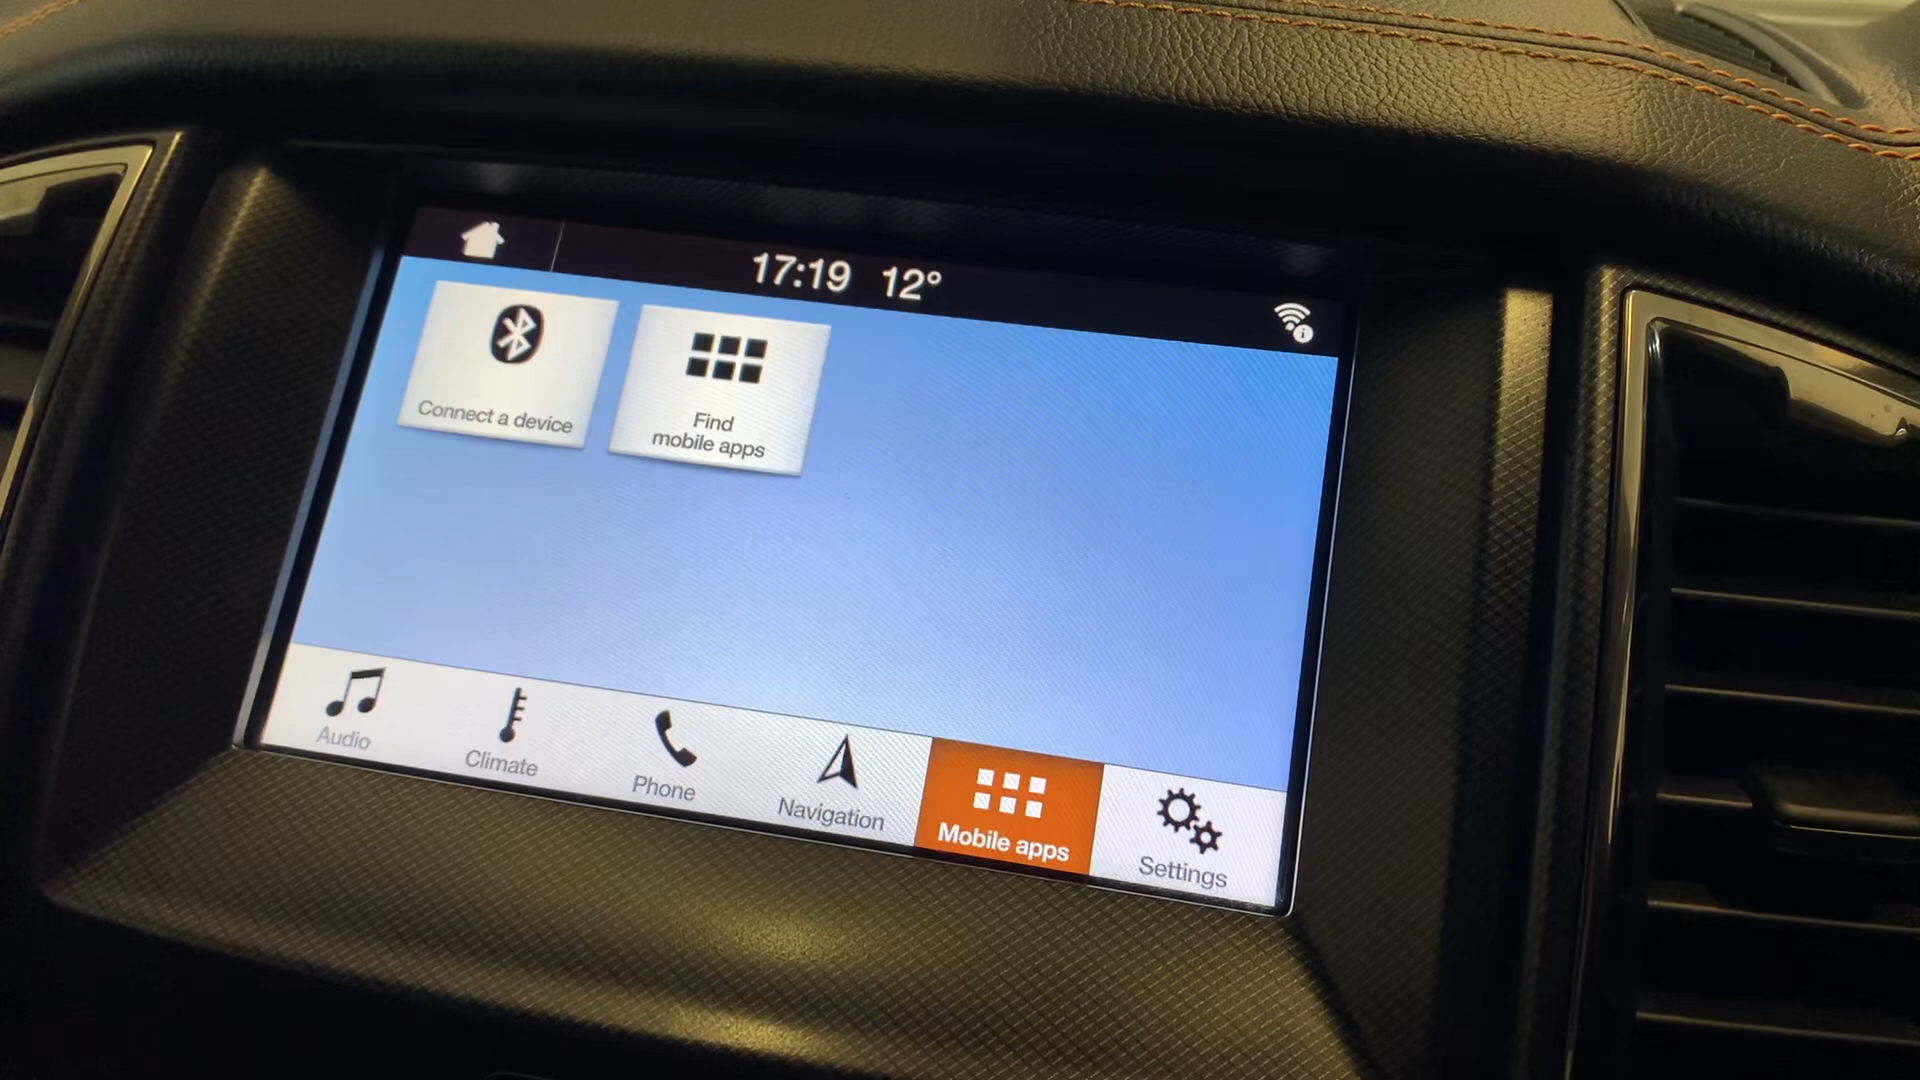 17:19 12°
Connect a device
Find
mobile apps
Audio
Climate
Phone
Navigation
Mobile apps
Settings